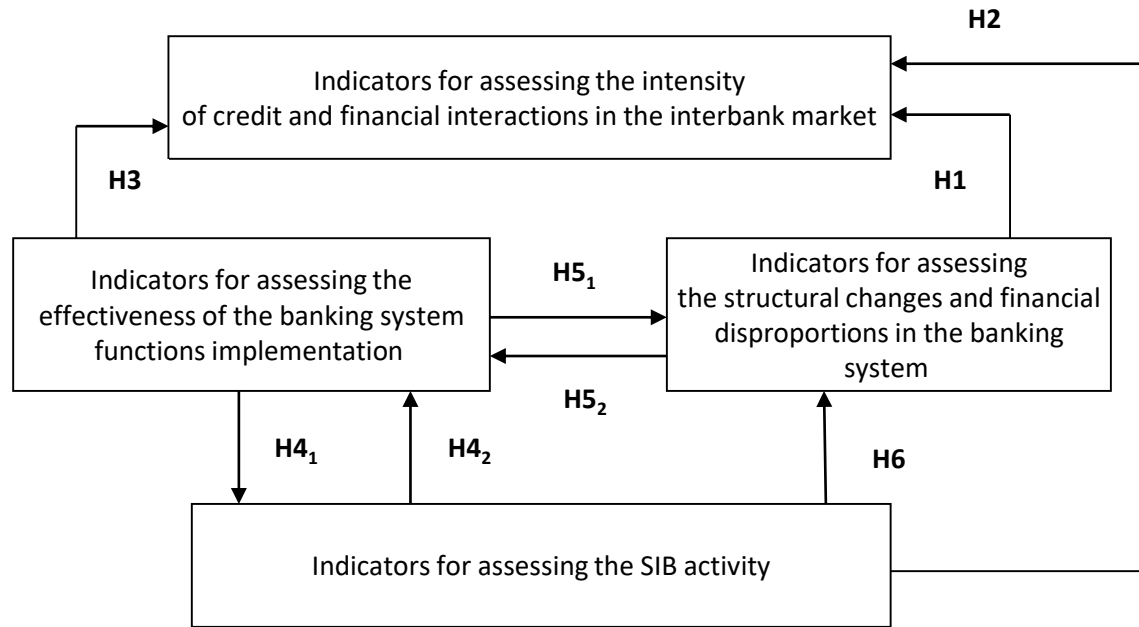 H2
Indicators for assessing the intensity
of credit and financial interactions in the interbank market
H3
H1
Indicators for assessing the
effectiveness of the banking system
functions implementation
H5₁
H5₂
Indicators for assessing
the structural changes and financial
disproportions in the banking
system
H4₁
H4₂
H6
Indicators for assessing the SIB activity